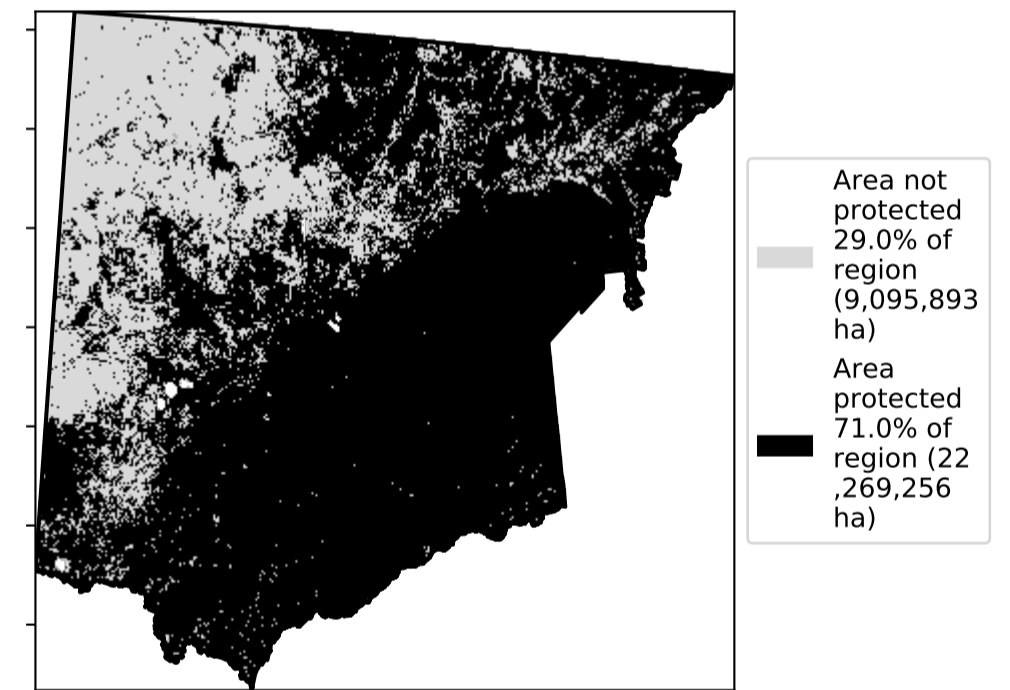 Area not
protected
29.0% of
region
(9,095,893
ha)
Area
protected
71.0% of
region (22
,269,256
ha)